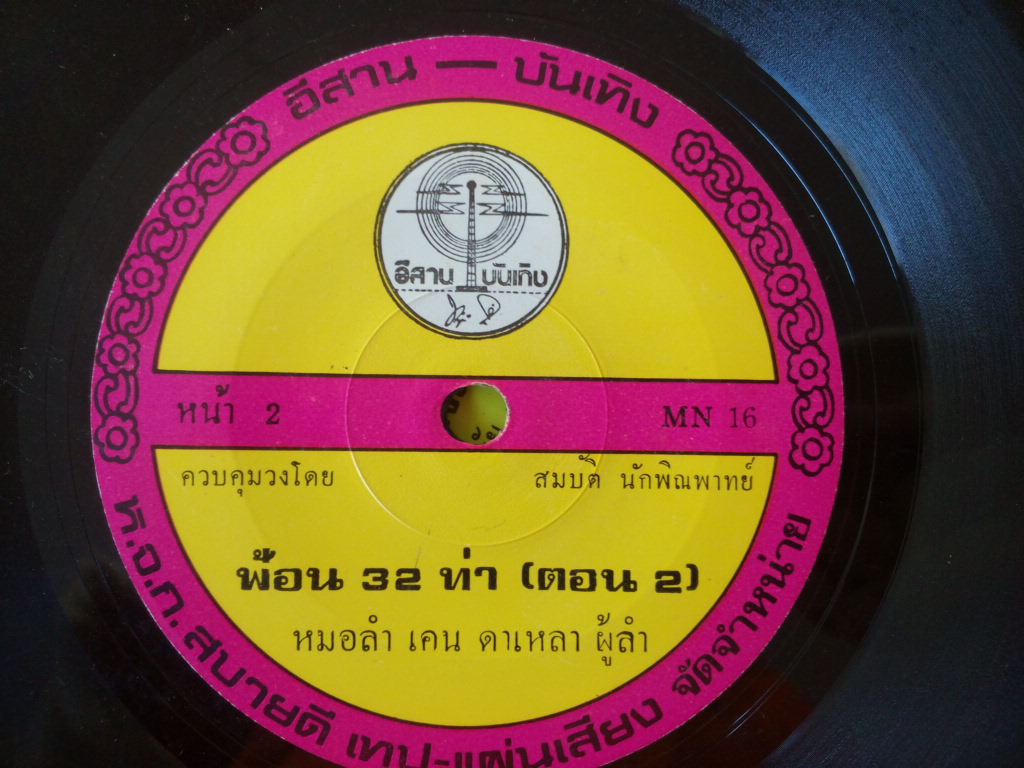 อีสาน — บันเทิง
อีสาน บันเทิง
หน้า 2
MN 16
ควบคุมวงโดย สมบัติ นักพิณพาทย์
ฟ้อน 32 ท่า (ตอน 2)
หมอลำ เคน ดาเหลา ผู้ลำ
ห.จ.ก. สบายดี เทป-แผ่นเสียง จัดจำหน่าย